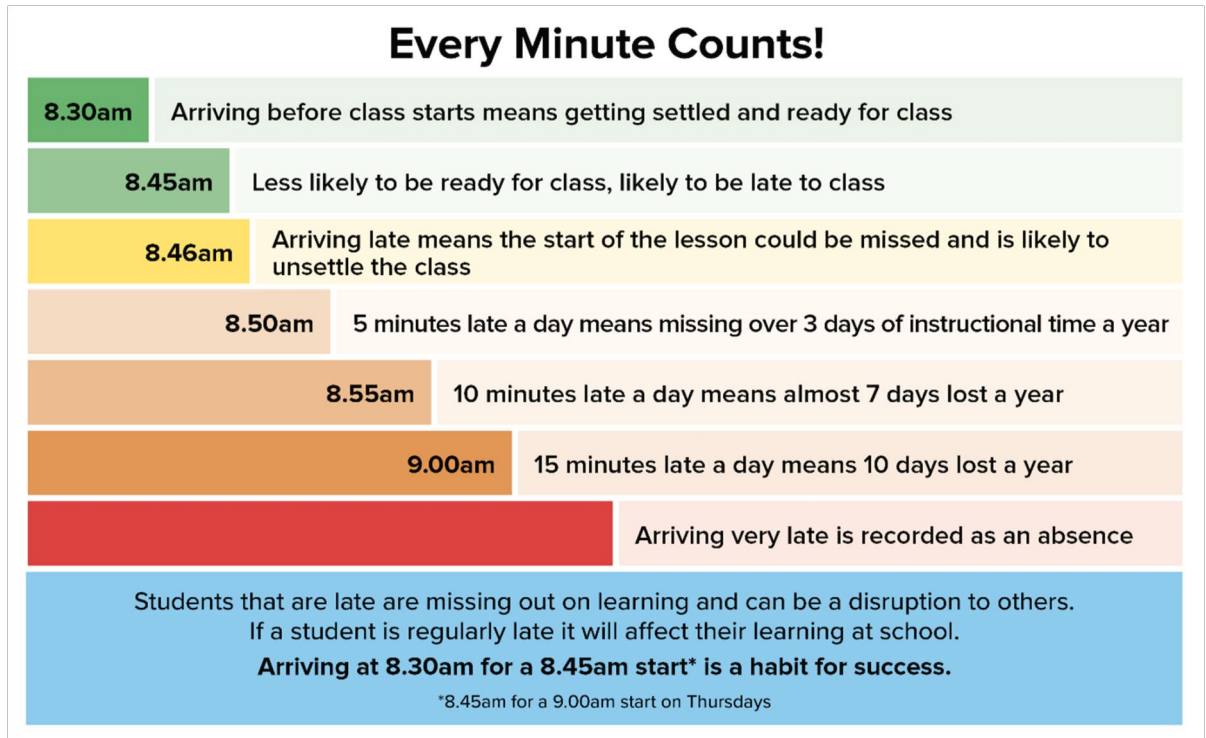 Every Minute Counts!
8.30am
Arriving before class starts means getting settled and ready for class
8.45am
Less likely to be ready for class, likely to be late to class
8.46am
Arriving late means the start of the lesson could be missed and is likely to
unsettle the class
8.50am
5 minutes late a day means missing over 3 days of instructional time a year
8.55am
10 minutes late a day means almost 7 days lost a year
9.00am
15 minutes late a day means 10 days lost a year
Arriving very late is recorded as an absence
Students that are late are missing out on learning and can be a disruption to others.
If a student is regularly late it will affect their learning at school.
Arriving at 8.30am for a 8.45am start* is a habit for success.
*8.45am for a 9.00am start on Thursdays